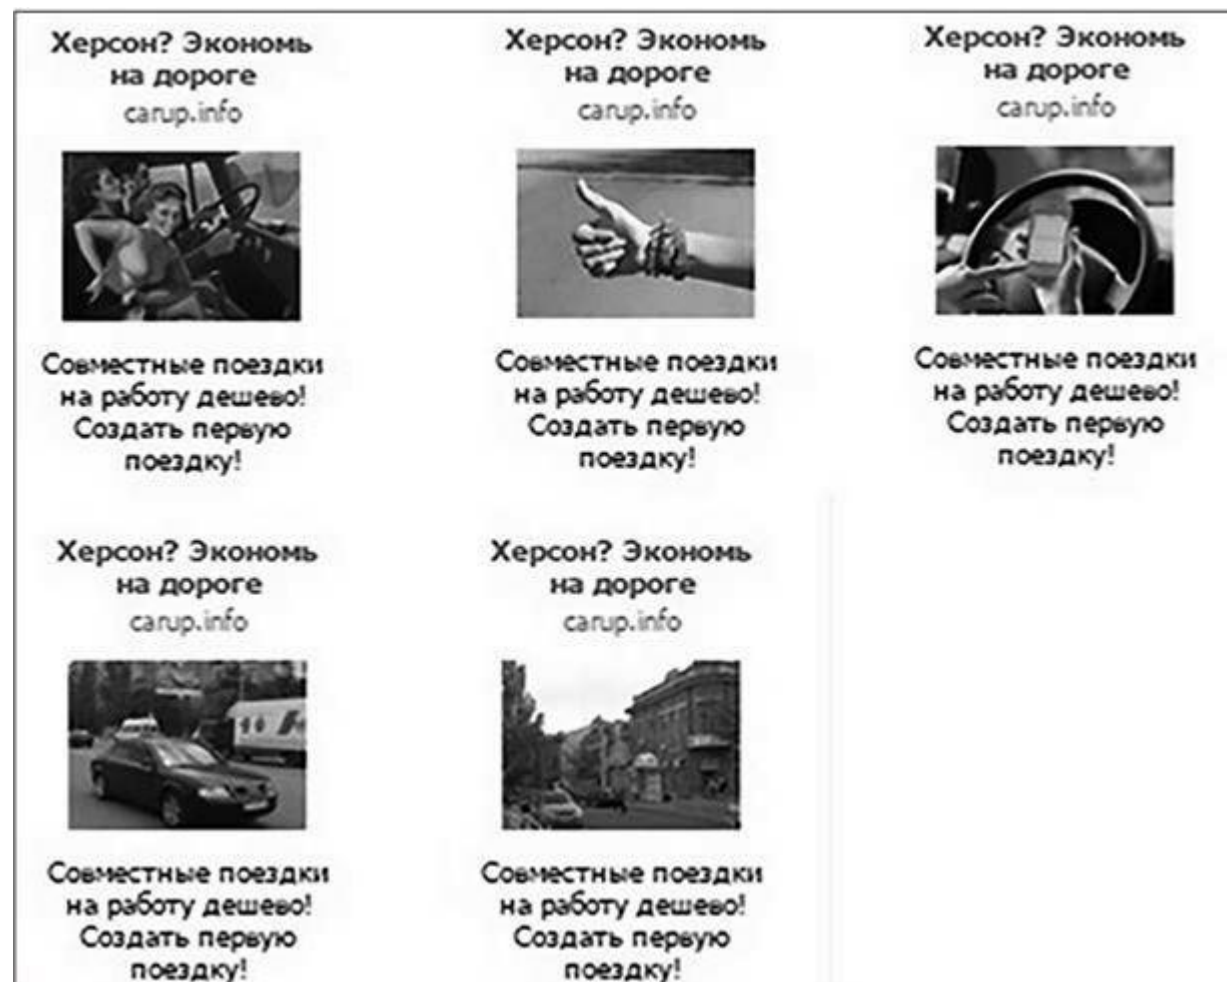 Херсон? Экономь
на дороге
carup.info
Совместные поездки
на работу дешево!
Создать первую
поездку!
Херсон? Экономь
на дороге
carup.info
Совместные поездки
на работу дешево!
Создать первую
поездку!
Херсон? Экономь
на дороге
carup.info
Совместные поездки
на работу дешево!
Создать первую
поездку!
Херсон? Экономь
на дороге
carup.info
Совместные поездки
на работу дешево!
Создать первую
поездку!
Херсон? Экономь
на дороге
carup.info
Совместные поездки
на работу дешево!
Создать первую
поездку!